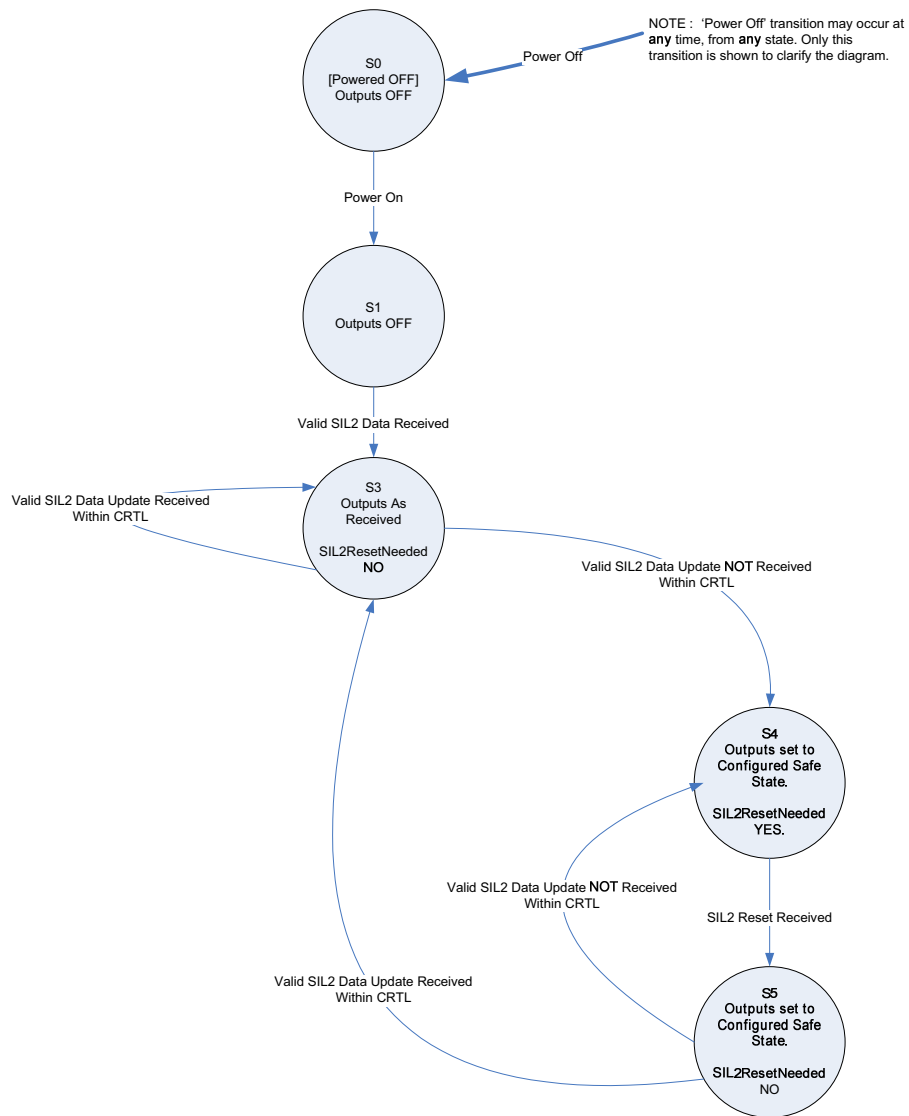 NOTE : 'Power Off' transition may occur at
any time, from any state. Only this
transition is shown to clarify the diagram.
Power Off
S0
[Powered OFF]
Outputs OFF
Power On
S1
Outputs OFF
Valid SIL2 Data Received
Valid SIL2 Data Update Received
Within CRTL
S3
Outputs As
Received
SIL2ResetNeeded
NO
Valid SIL2 Data Update NOT Received
Within CRTL
S4
Outputs set to
Configured Safe
State.
SIL2ResetNeeded
YES.
Valid SIL2 Data Update NOT Received
Within CRTL
SIL2 Reset Received
Valid SIL2 Data Update Received
Within CRTL
S5
Outputs set to
Configured Safe
State.
SIL2ResetNeeded
NO